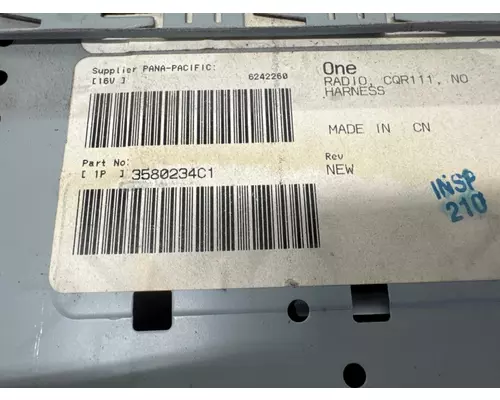 Supplier PANA-PACIFIC:
[16V ] 6242260
Part No:
[ 1P ] 3580234C1
One
RADIO, CQR111, NO
HARNESS
MADE IN CN
Rev
NEW
INSP
210